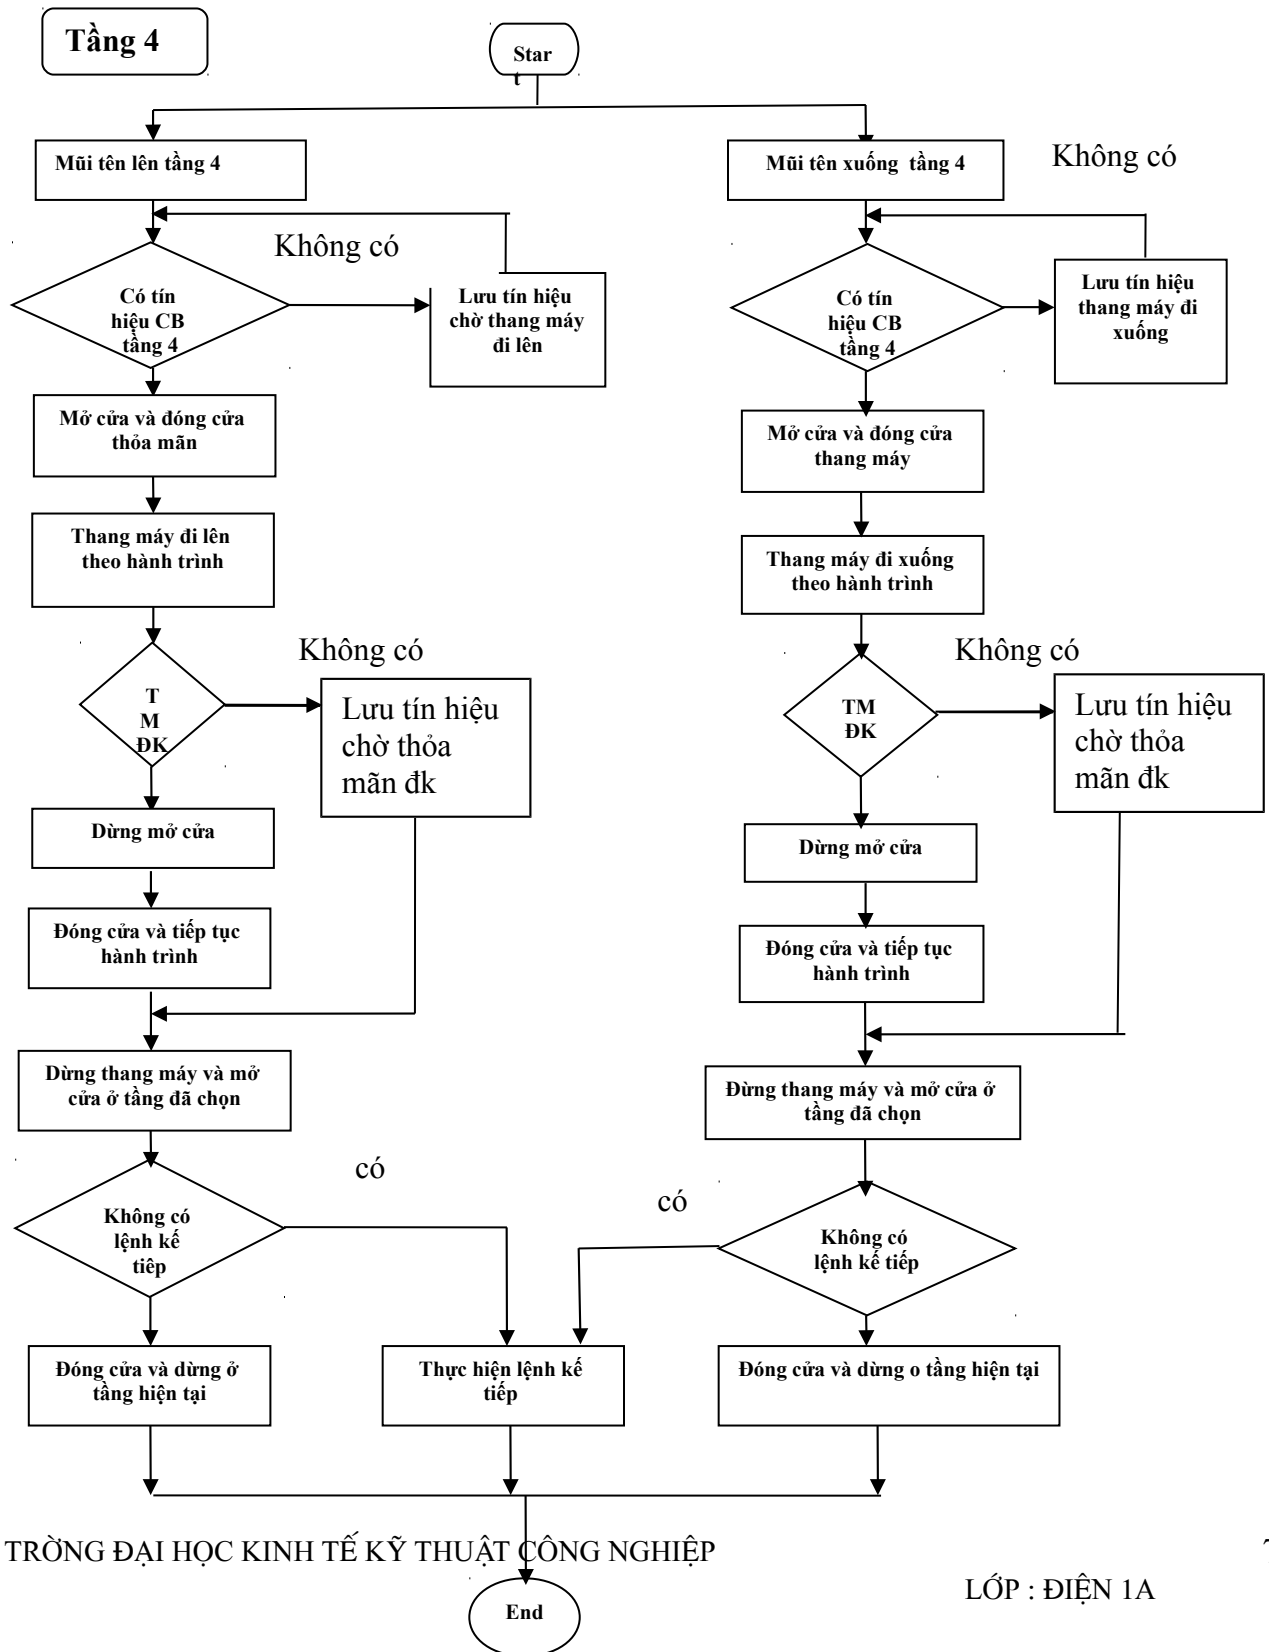 Tầng 4
Star
t
Mũi tên lên tầng 4
Mũi tên xuống tầng 4
Không có
Không có
Có tín
hiệu CB
tầng 4
Lưu tín hiệu
chờ thang máy
đi lên
Có tín
hiệu CB
tầng 4
Lưu tín hiệu
thang máy đi
xuống
Mở cửa và đóng cửa
thỏa mãn
Mở cửa và đóng cửa
thang máy
Thang máy đi lên
theo hành trình
Thang máy đi xuống
theo hành trình
Không có
Không có
T
M
ĐK
Lưu tín hiệu
chờ thỏa
mãn đk
TM
ĐK
Lưu tín hiệu
chờ thỏa
mãn đk
Dừng mở cửa
Dừng mở cửa
Đóng cửa và tiếp tục
hành trình
Đóng cửa và tiếp tục
hành trình
Dừng thang máy và mở
cửa ở tầng đã chọn
Đừng thang máy và mở cửa ở
tầng đã chọn
có
có
Không có
lệnh kế
tiêp
Không có
lệnh kế tiếp
Đóng cửa và dừng ở
tầng hiện tại
Thực hiện lệnh kế
tiếp
Đóng cửa và dừng o tầng hiện tại
TRỜNG ĐẠI HỌC KINH TẾ KỸ THUẬT CÔNG NGHIỆP
LỚP : ĐIỆN 1A
End